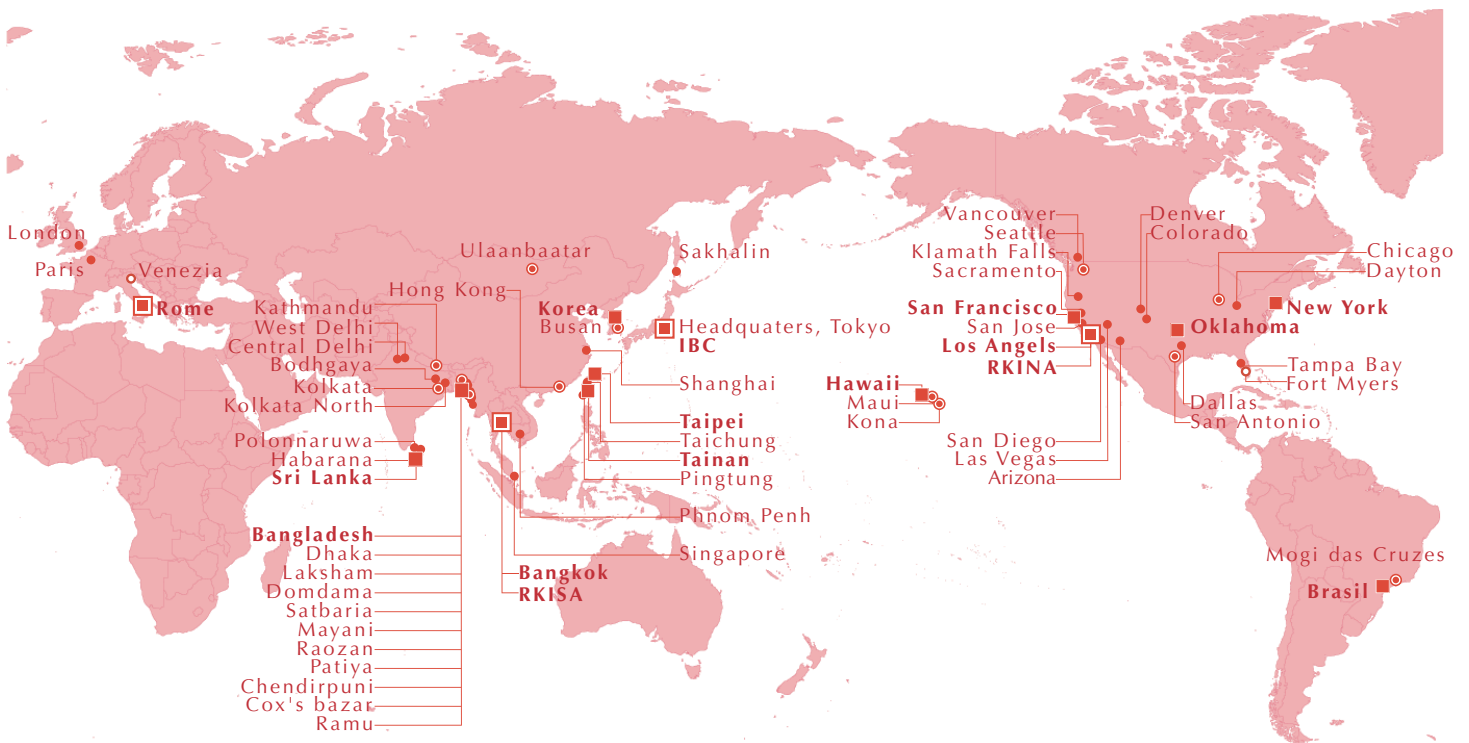 London
Paris
Venezia
Rome
Ulaanbaatar
Hong Kong
Kathmandu
West Delhi
Central Delhi
Bodhgaya
Kolkata
Kolkata North
Polonnaruwa
Habarana
Sri Lanka
Bangladesh
Dhaka
Laksham
Domdama
Satbaria
Mayani
Raozan
Patiya
Chendirpuni
Cox's bazar
Ramu
Korea
Busan
Sakhalin
Headquaters, Tokyo
IBC
Shanghai
Taipei
Taichung
Tainan
Pingtung
Phnom Penh
Singapore
Bangkok
RKISA
Vancouver
Seattle
Klamath Falls
Sacramento
San Francisco
San Jose
Los Angels
RKINA
Hawaii
Maui
Kona
San Diego
Las Vegas
Arizona
Denver
Colorado
Chicago
Dayton
New York
Oklahoma
Tampa Bay
Fort Myers
Dallas
San Antonio
Mogi das Cruzes
Brasil